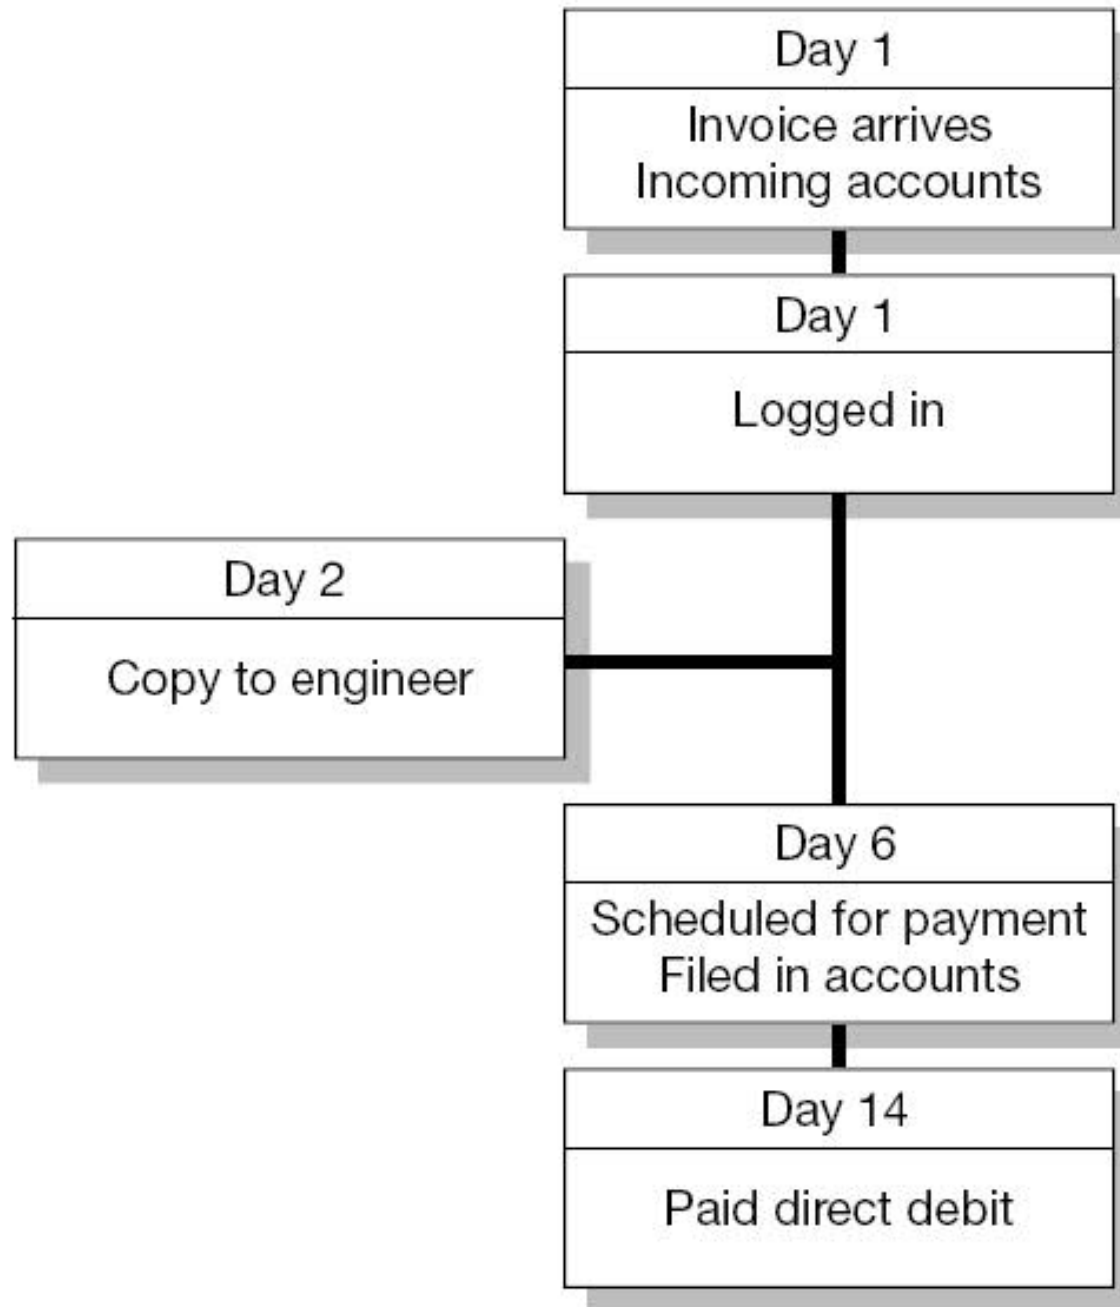 Day 1
Invoice arrives
Incoming accounts
Day 1
Logged in
Day 2
Copy to engineer
Day 6
Scheduled for payment
Filed in accounts
Day 14
Paid direct debit